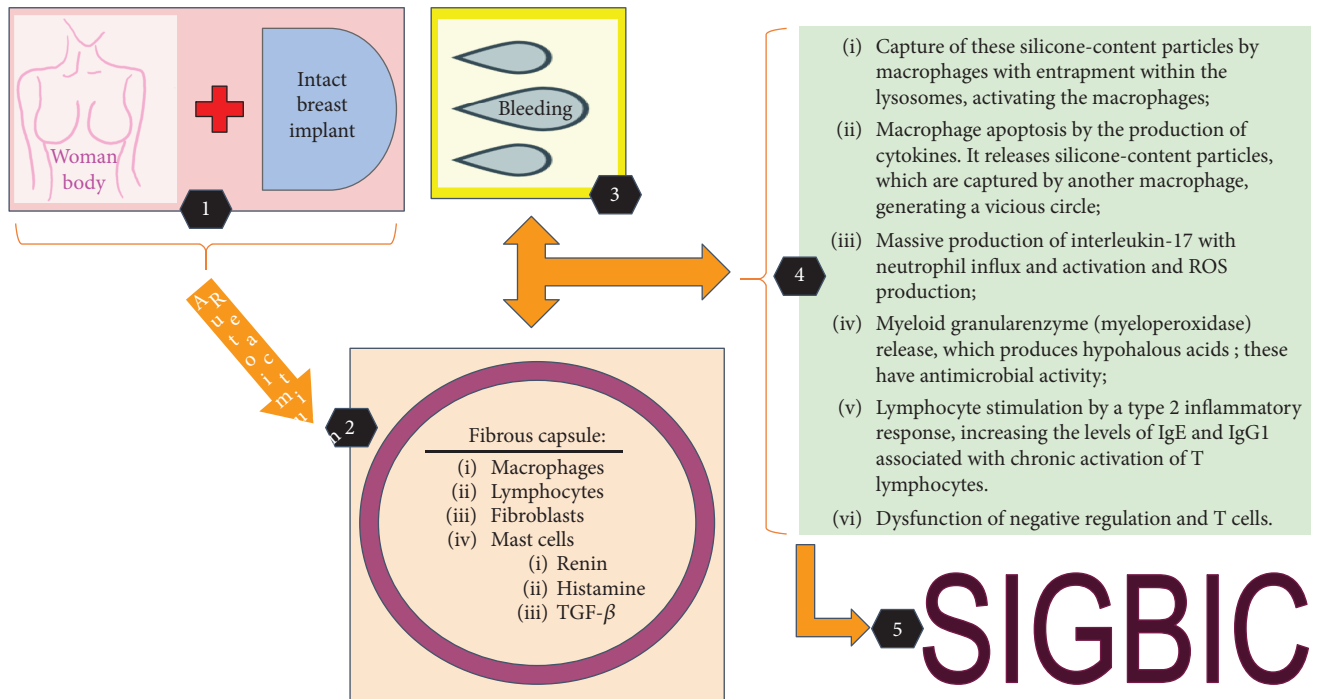 Woman
body
Intact
breast
implant
1
Autoimun
Reacti
2
Fibrous capsule:
(i) Macrophages
(ii) Lymphocytes
(iii) Fibroblasts
(iv) Mast cells
(i) Renin
(ii) Histamine
(iii) TGF-β
Bleeding
3
4
(i) Capture of these silicone-content particles by
macrophages with entrapment within the
lysosomes, activating the macrophages;
(ii) Macrophage apoptosis by the production of
cytokines. It releases silicone-content particles,
which are captured by another macrophage,
generating a vicious circle;
(iii) Massive production of interleukin-17 with
neutrophil influx and activation and ROS
production;
(iv) Myeloid granularenzyme (myeloperoxidase)
release, which produces hypohalous acids ; these
have antimicrobial activity;
(v) Lymphocyte stimulation by a type 2 inflammatory
response, increasing the levels of IgE and IgG1
associated with chronic activation of T
lymphocytes.
(vi) Dysfunction of negative regulation and T cells.
5
SIGBIC